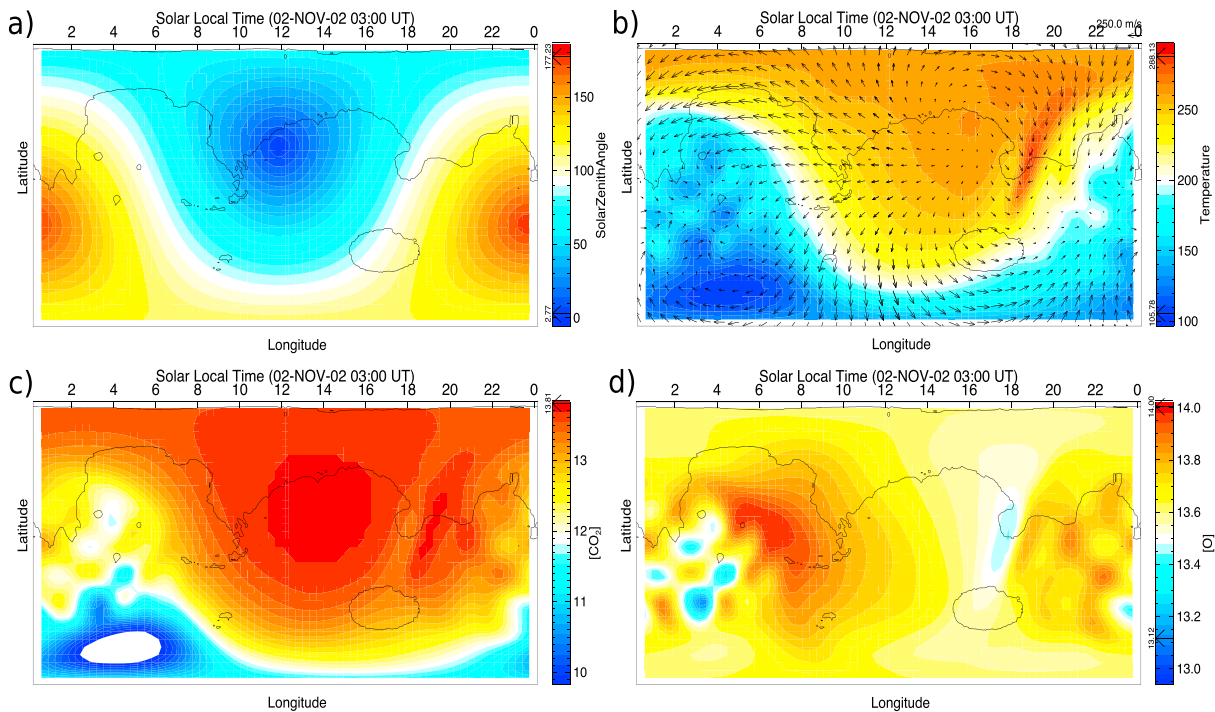 a)
Solar Local Time (02-NOV-02 03:00 UT)
2 4 6 8 10 12 14 16 18 20 22 0
177.23
150
100
50
0
2.77
SolarZenithAngle
Latitude
Longitude
b)
Solar Local Time (02-NOV-02 03:00 UT)
250.0 m/s
2 4 6 8 10 12 14 16 18 20 22 0
288.13
250
200
150
100
105.78
Temperature
Latitude
Longitude
c)
Solar Local Time (02-NOV-02 03:00 UT)
2 4 6 8 10 12 14 16 18 20 22 0
13.81
13
12
11
10
[CO₂]
Latitude
Longitude
d)
Solar Local Time (02-NOV-02 03:00 UT)
2 4 6 8 10 12 14 16 18 20 22 0
14.00
14.0
13.8
13.6
13.4
13.2
13.12
13.0
[O]
Latitude
Longitude